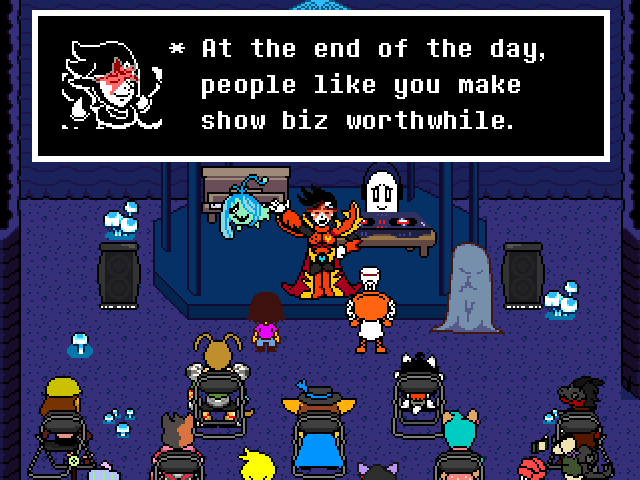 * At the end of the day,
people like you make
show biz worthwhile.